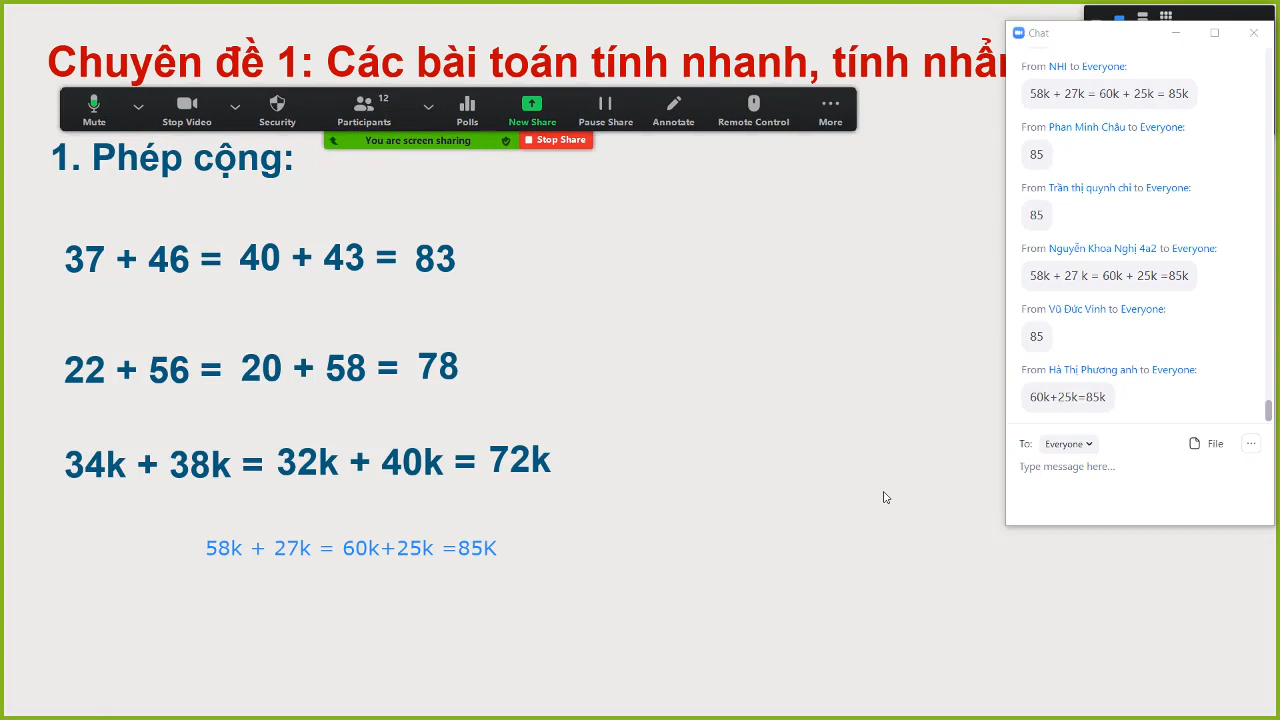 Chuyên đề 1: Các bài toán tính nhanh, tính nhẩ
Mute
Stop Video
Security
12
Participants
Polls
New Share
Pause Share
Annotate
Remote Control
More
You are screen sharing
Stop Share
1. Phép cộng:
37 + 46 = 40 + 43 = 83
22 + 56 = 20 + 58 = 78
34k + 38k = 32k + 40k = 72k
58k + 27k = 60k+25k =85K
Chat
From NHI to Everyone:
58k + 27k = 60k + 25k = 85k
From Phan Minh Châu to Everyone:
85
From Trần thị quynh chi to Everyone:
85
From Nguyễn Khoa Nghị 4a2 to Everyone:
58k + 27 k = 60k + 25k =85k
From Vũ Đức Vinh to Everyone:
85
From Hà Thị Phương anh to Everyone:
60k+25k=85k
To: Everyone
File
Type message here...